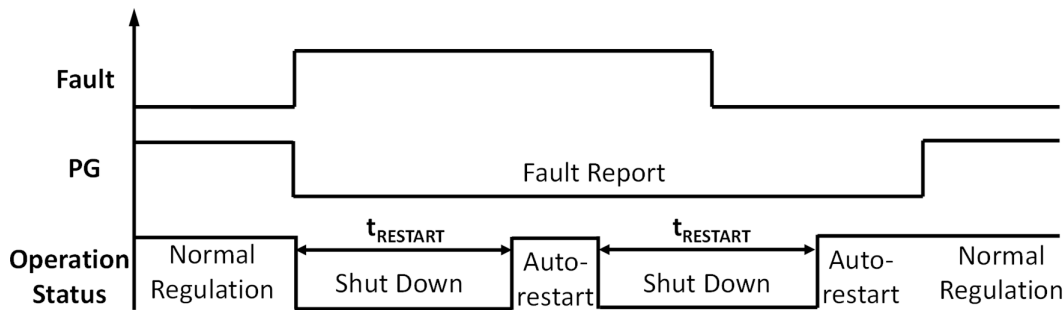 Fault
PG
Fault Report
Operation
Status
Normal
Regulation
tRESTART
Shut Down
Auto-
restart
tRESTART
Shut Down
Auto-
restart
Normal
Regulation